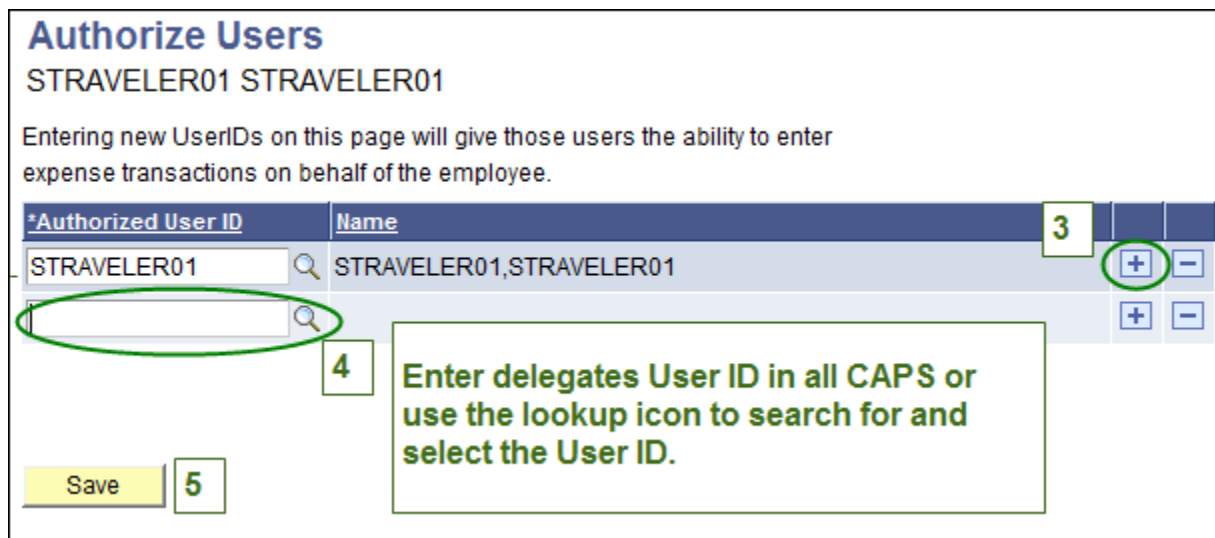 Authorize Users
STRAVELER01 STRAVELER01
Entering new UserIDs on this page will give those users the ability to enter
expense transactions on behalf of the employee.
*Authorized User ID Name 3
STRAVELER01 STRAVELER01,STRAVELER01
4
Enter delegates User ID in all CAPS or
use the lookup icon to search for and
select the User ID.
Save 5